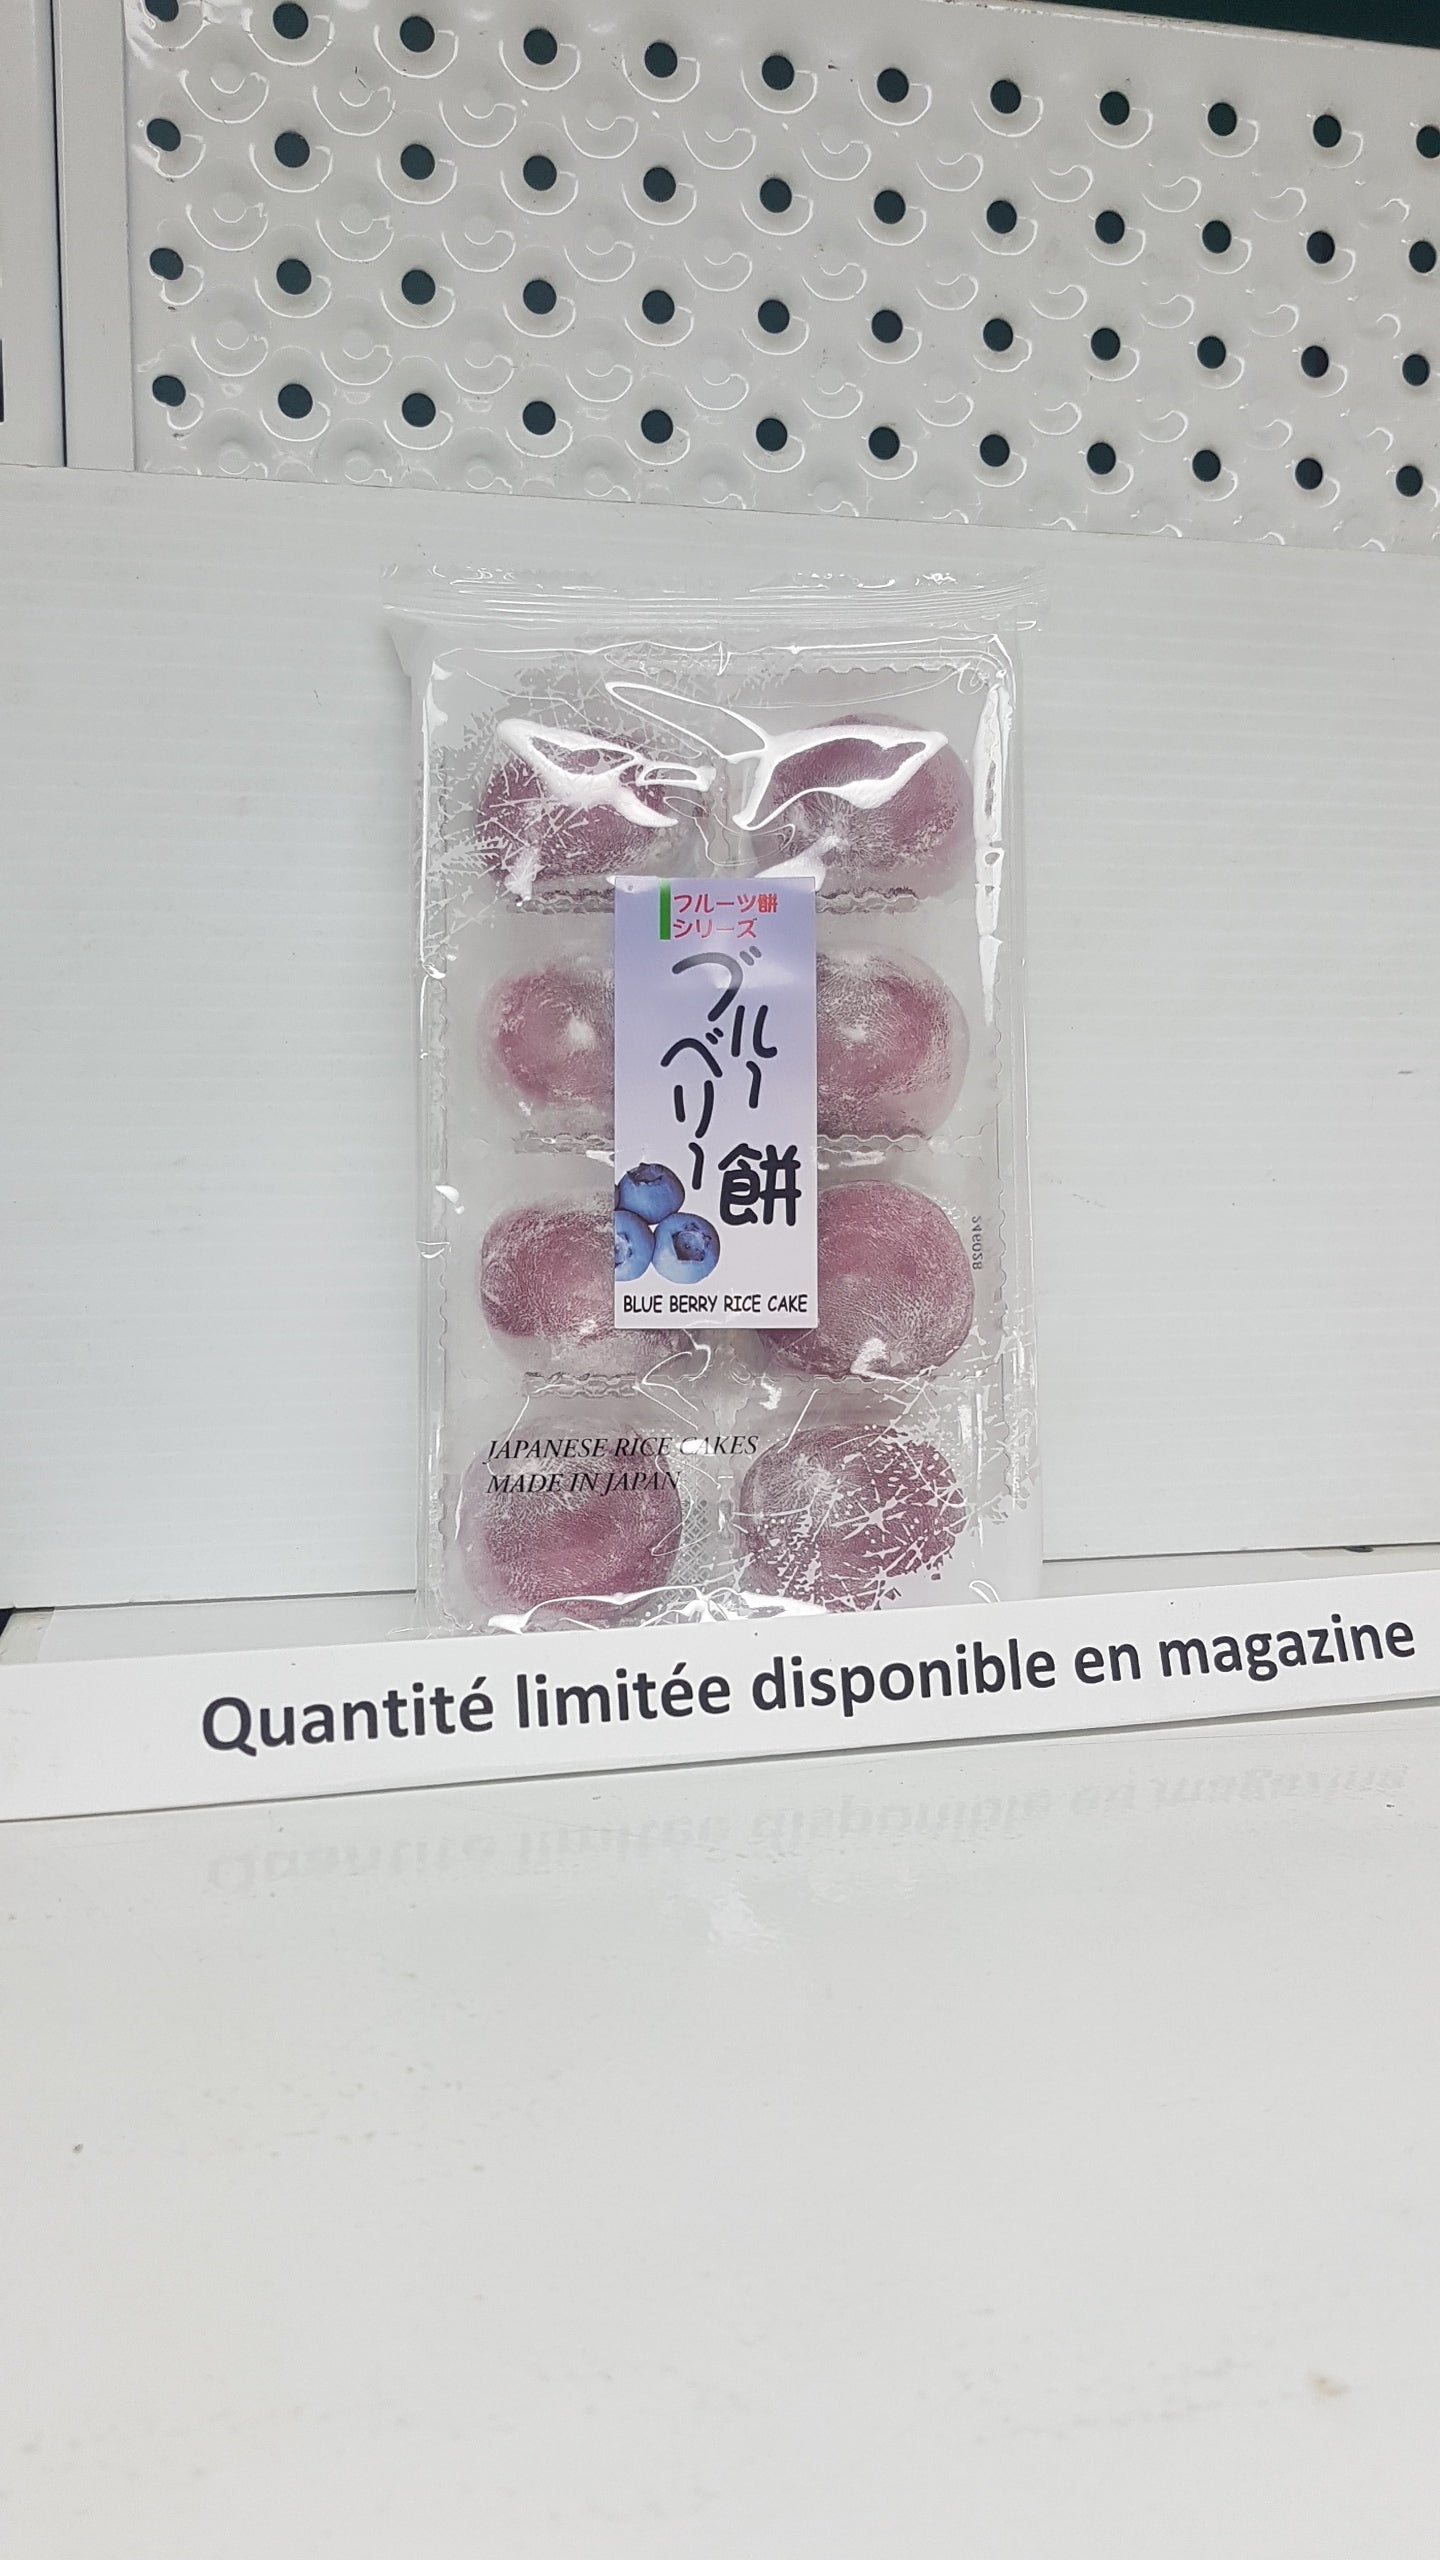 フルーツ餅
シリーズ
ブルー
ベリー
餅
BLUE BERRY RICE CAKE
246028
JAPANESE RICE CAKES
MADE IN JAPAN
Quantité limitée disponible en magazine